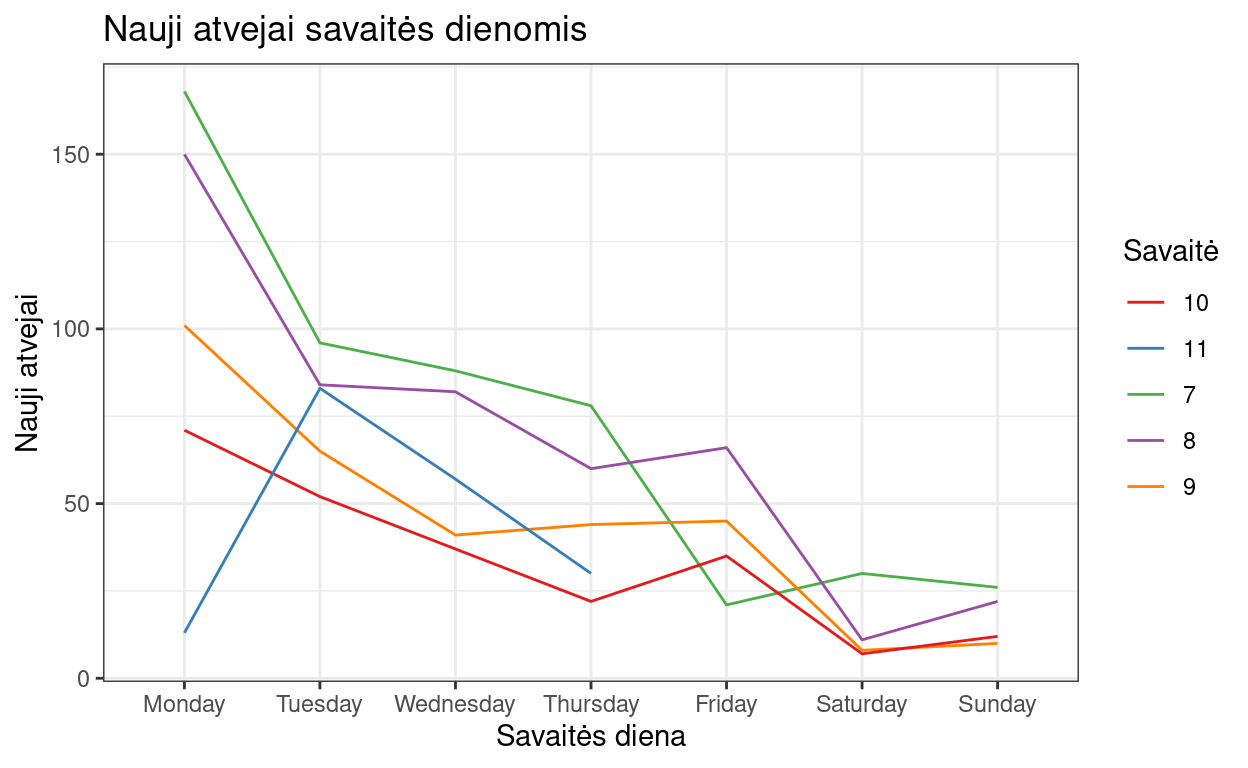 Nauji atvejai savaitės dienomis
Nauji atvejai
150
100
50
0
Monday Tuesday Wednesday Thursday Friday Saturday Sunday
Savaitės diena
Savaitė
10
11
7
8
9